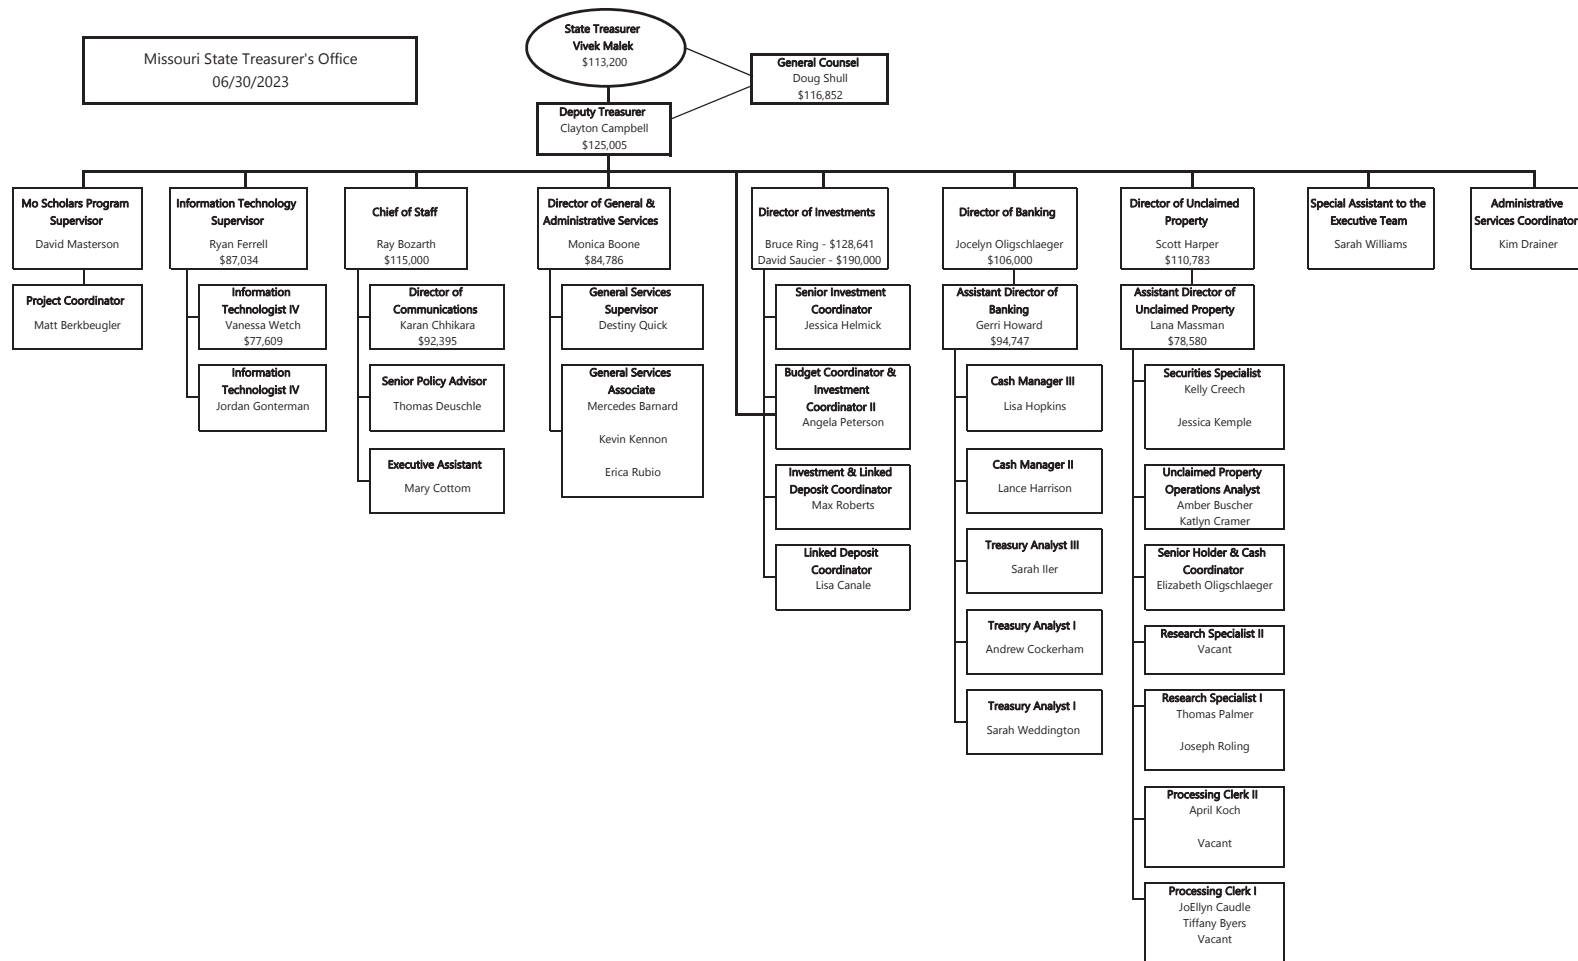 Missouri State Treasurer's Office
06/30/2023
State Treasurer
Vivek Malek
$113,200
General Counsel
Doug Shull
$116,852
Deputy Treasurer
Clayton Campbell
$125,005
Mo Scholars Program
Supervisor
David Masterson
Project Coordinator
Matt Berkbeugler
Information Technology
Supervisor
Ryan Ferrell
$87,034
Information
Technologist IV
Vanessa Wetch
$77,609
Information
Technologist IV
Jordan Gonterman
Chief of Staff
Ray Bozarth
$115,000
Director of
Communications
Karan Chhikara
$92,395
Senior Policy Advisor
Thomas Deuschle
Executive Assistant
Mary Cottom
Director of General &
Administrative Services
Monica Boone
$84,786
General Services
Supervisor
Destiny Quick
General Services
Associate
Mercedes Barnard
Kevin Kennon
Erica Rubio
Director of Investments
Bruce Ring - $128,641
David Saucier - $190,000
Senior Investment
Coordinator
Jessica Helmick
Budget Coordinator &
Investment
Coordinator II
Angela Peterson
Investment & Linked
Deposit Coordinator
Max Roberts
Linked Deposit
Coordinator
Lisa Canale
Director of Banking
Jocelyn Oligschlaeger
$106,000
Assistant Director of
Banking
Gerri Howard
$94,747
Cash Manager III
Lisa Hopkins
Cash Manager II
Lance Harrison
Treasury Analyst III
Sarah Iler
Treasury Analyst I
Andrew Cockerham
Treasury Analyst I
Sarah Weddington
Director of Unclaimed
Property
Scott Harper
$110,783
Assistant Director of
Unclaimed Property
Lana Massman
$78,580
Securities Specialist
Kelly Creech
Jessica Kemple
Unclaimed Property
Operations Analyst
Amber Buscher
Katlyn Cramer
Senior Holder & Cash
Coordinator
Elizabeth Oligschlaeger
Research Specialist II
Vacant
Research Specialist I
Thomas Palmer
Joseph Roling
Processing Clerk II
April Koch
Vacant
Processing Clerk I
JoEllyn Caudle
Tiffany Byers
Vacant
Special Assistant to the
Executive Team
Sarah Williams
Administrative
Services Coordinator
Kim Drainer